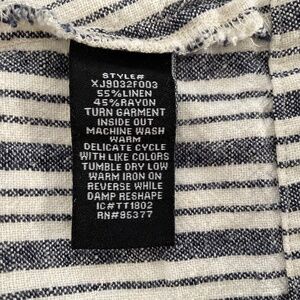 STYLE#
XJ9D32F003
55%LINEN
45%RAYON
TURN GARMENT
INSIDE OUT
MACHINE WASH
WARM
DELICATE CYCLE
WITH LIKE COLORS
TUMBLE DRY LOW
WARM IRON ON
REVERSE WHILE
DAMP RESHAPE
IC#TT1802
RN#95377